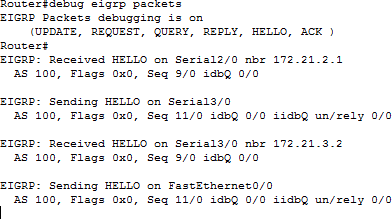 Router#debug eigrp packets
EIGRP Packets debugging is on
(UPDATE, REQUEST, QUERY, REPLY, HELLO, ACK )
Router#
EIGRP: Received HELLO on Serial2/0 nbr 172.21.2.1
AS 100, Flags 0x0, Seq 9/0 idbQ 0/0
EIGRP: Sending HELLO on Serial3/0
AS 100, Flags 0x0, Seq 11/0 idbQ 0/0 iidbQ un/rely 0/0
EIGRP: Received HELLO on Serial3/0 nbr 172.21.3.2
AS 100, Flags 0x0, Seq 9/0 idbQ 0/0
EIGRP: Sending HELLO on FastEthernet0/0
AS 100, Flags 0x0, Seq 11/0 idbQ 0/0 iidbQ un/rely 0/0